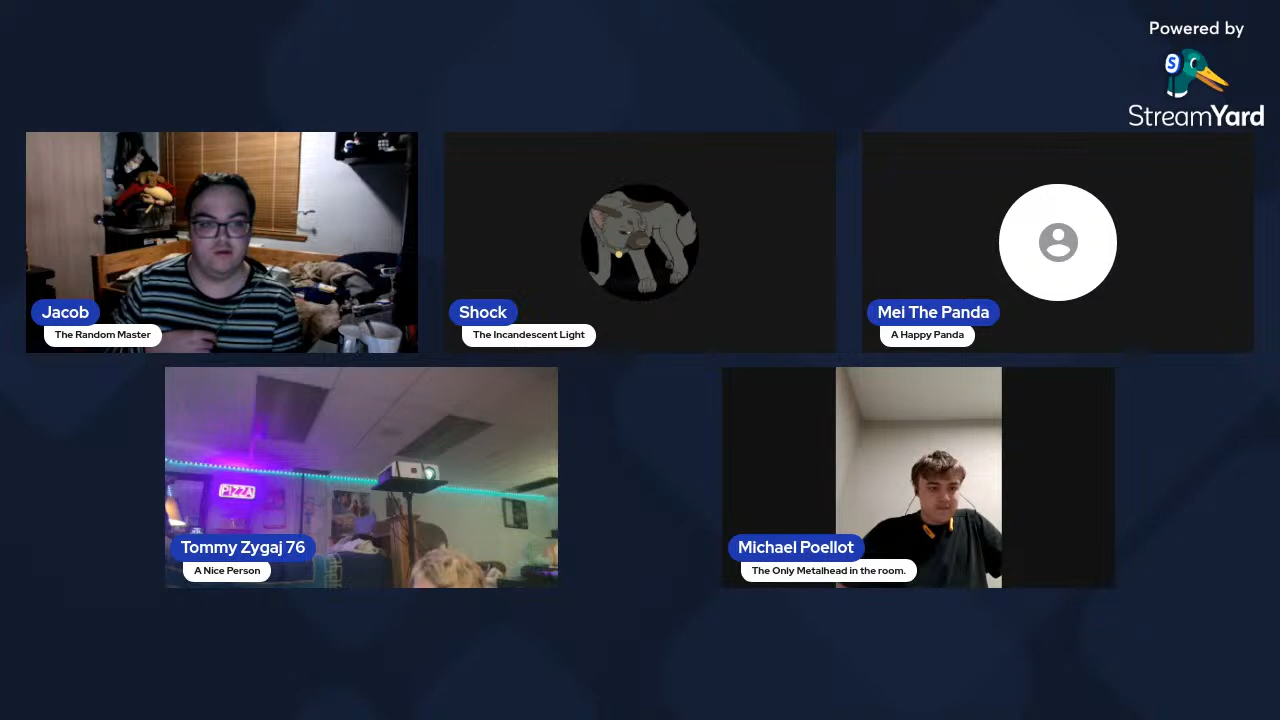 Powered by
S
StreamYard
Jacob
The Random Master
Shock
The Incandescent Light
Mei The Panda
A Happy Panda
PIZZA
Tommy Zygaj 76
A Nice Person
Michael Poellot
The Only Metalhead in the room.